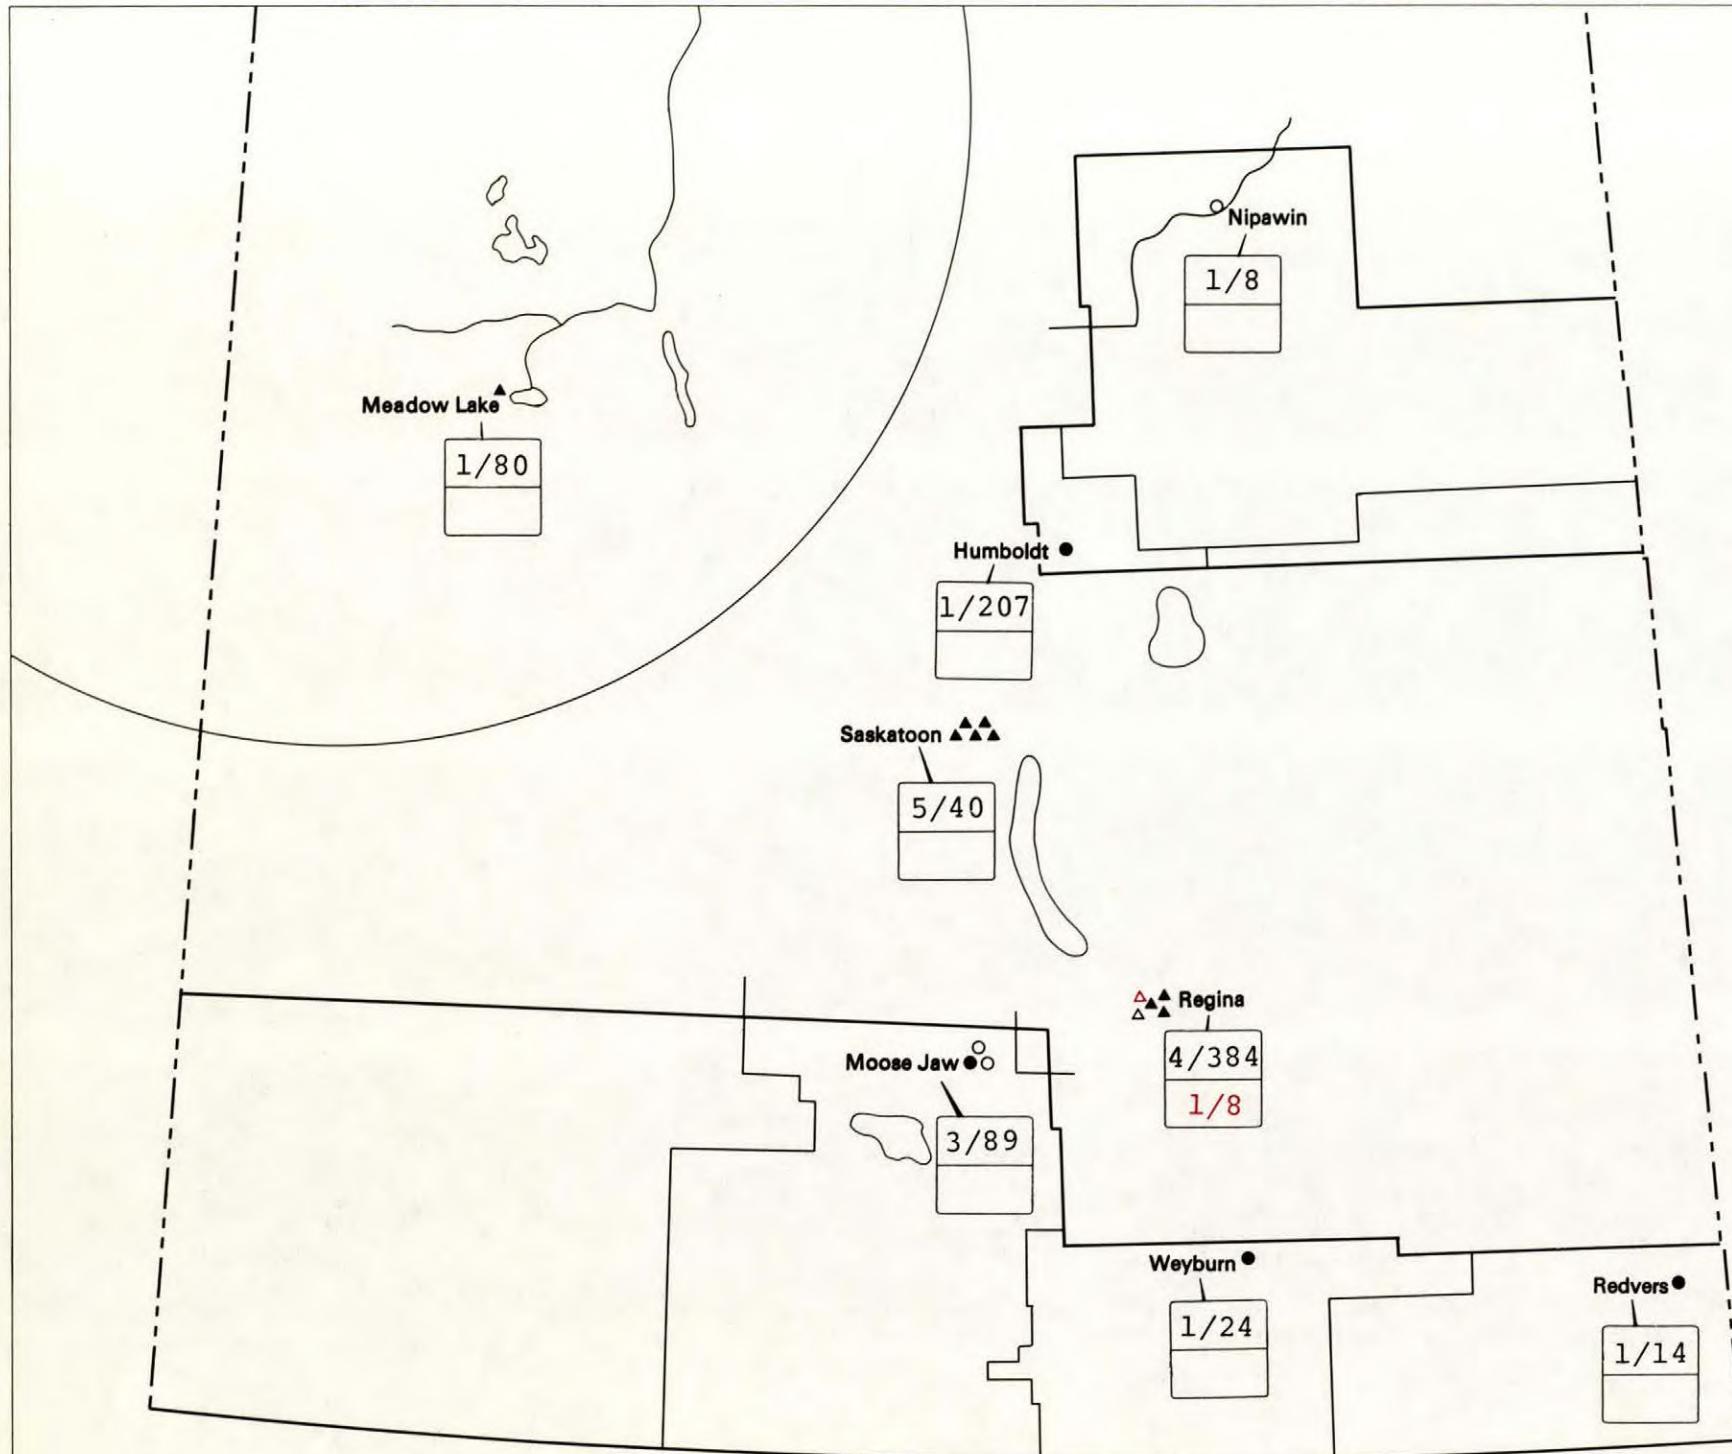 Nipawin
1/8
Meadow Lake
1/80
Humboldt
1/207
Saskatoon
5/40
Regina
4/384
1/8
Moose Jaw
3/89
Weyburn
1/24
Redvers
1/14